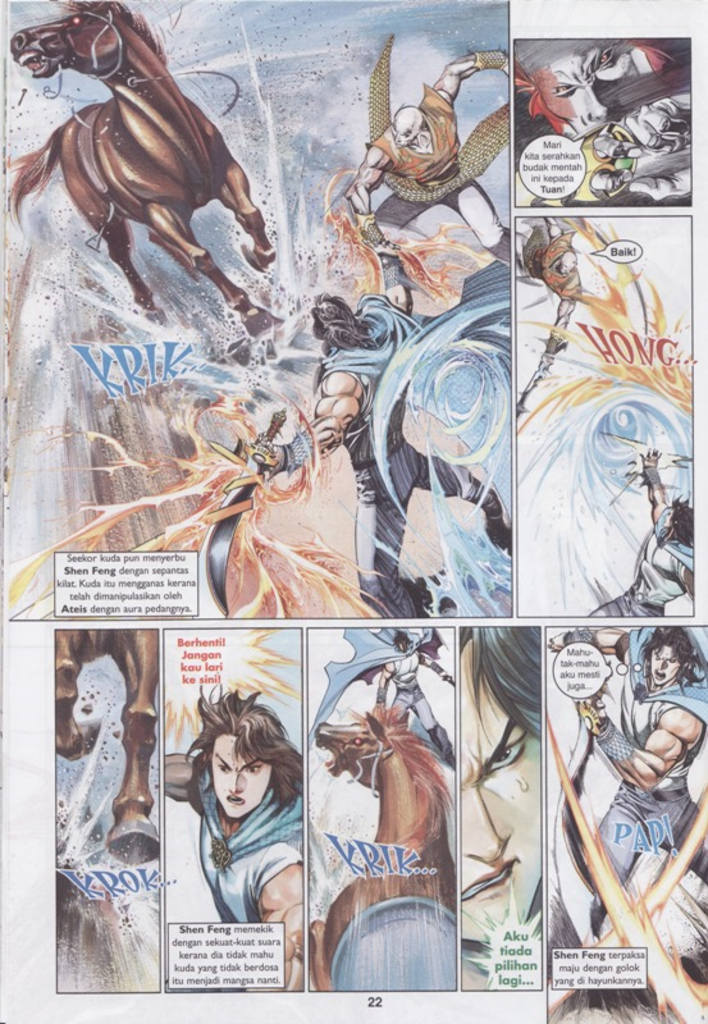 KRIK...
Seekor kuda pun menyerbu
Shen Feng dengan sepantas
kilat. Kuda itu mengganas kerana
telah dimanipulasikan oleh
Ateis dengan aura pedangnya.
Mari
kita serahkan
budak mentah
ini kepada
Tuan!
Baik!
HONG...
KROK...
Berhenti!
Jangan
kau lari
ke sini!
Shen Feng memekik
dengan sekuat-kuat suara
kerana dia tidak mahu
kuda yang tidak berdosa
itu menjadi mangsa nanti.
KRIK...
Aku
tiada
pilihan
lagi...
Mahu-
tak-mahu
aku mesti
juga...
PAP!
Shen Feng terpaksa
maju dengan golok
yang di hayunkannya.
22